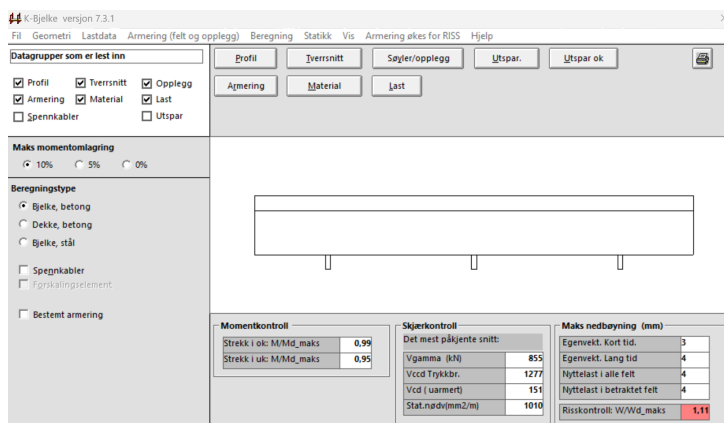 K-Bjelke versjon 7.3.1
Fil Geometri Lastdata Armering (felt og opplegg) Beregning Statikk Vis Armering økes for RISS Hjelp
Datagrupper som er lest inn
Profil Tverrsnitt Opplegg
Armering Material Last
Spennkabler Utspar
Profil Tverrsnitt Søyler/opplegg Utspar. Utspar ok
Armering Material Last
Maks momentomlagring
10% 5% 0%
Beregningstype
Bjelke, betong
Dekke, betong
Bjelke, stål
Spennkabler
Forskalingselement
Bestemt armering
Momentkontroll
Strekk i ok: M/Md_maks 0,99
Strekk i uk: M/Md_maks 0,95
Skjærkontroll
Det mest påkjente snitt:
Vgamma (kN) 855
Vccd Trykkbr. 1277
Vcd ( uarmert) 151
Stat.nødv(mm2/m) 1010
Maks nedbøyning (mm)
Egenvekt. Kort tid. 3
Egenvekt. Lang tid 4
Nyttelast i alle felt 4
Nyttelast i betraktet felt 4
Risskontroll: W/Wd_maks 1,11